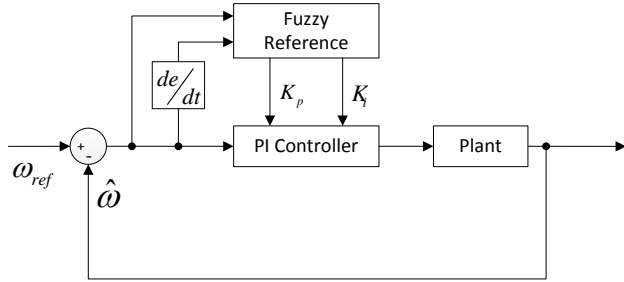 Fuzzy
Reference
de/dt
K_p
K_i
+
-
PI Controller
Plant
ω_ref
ω̂